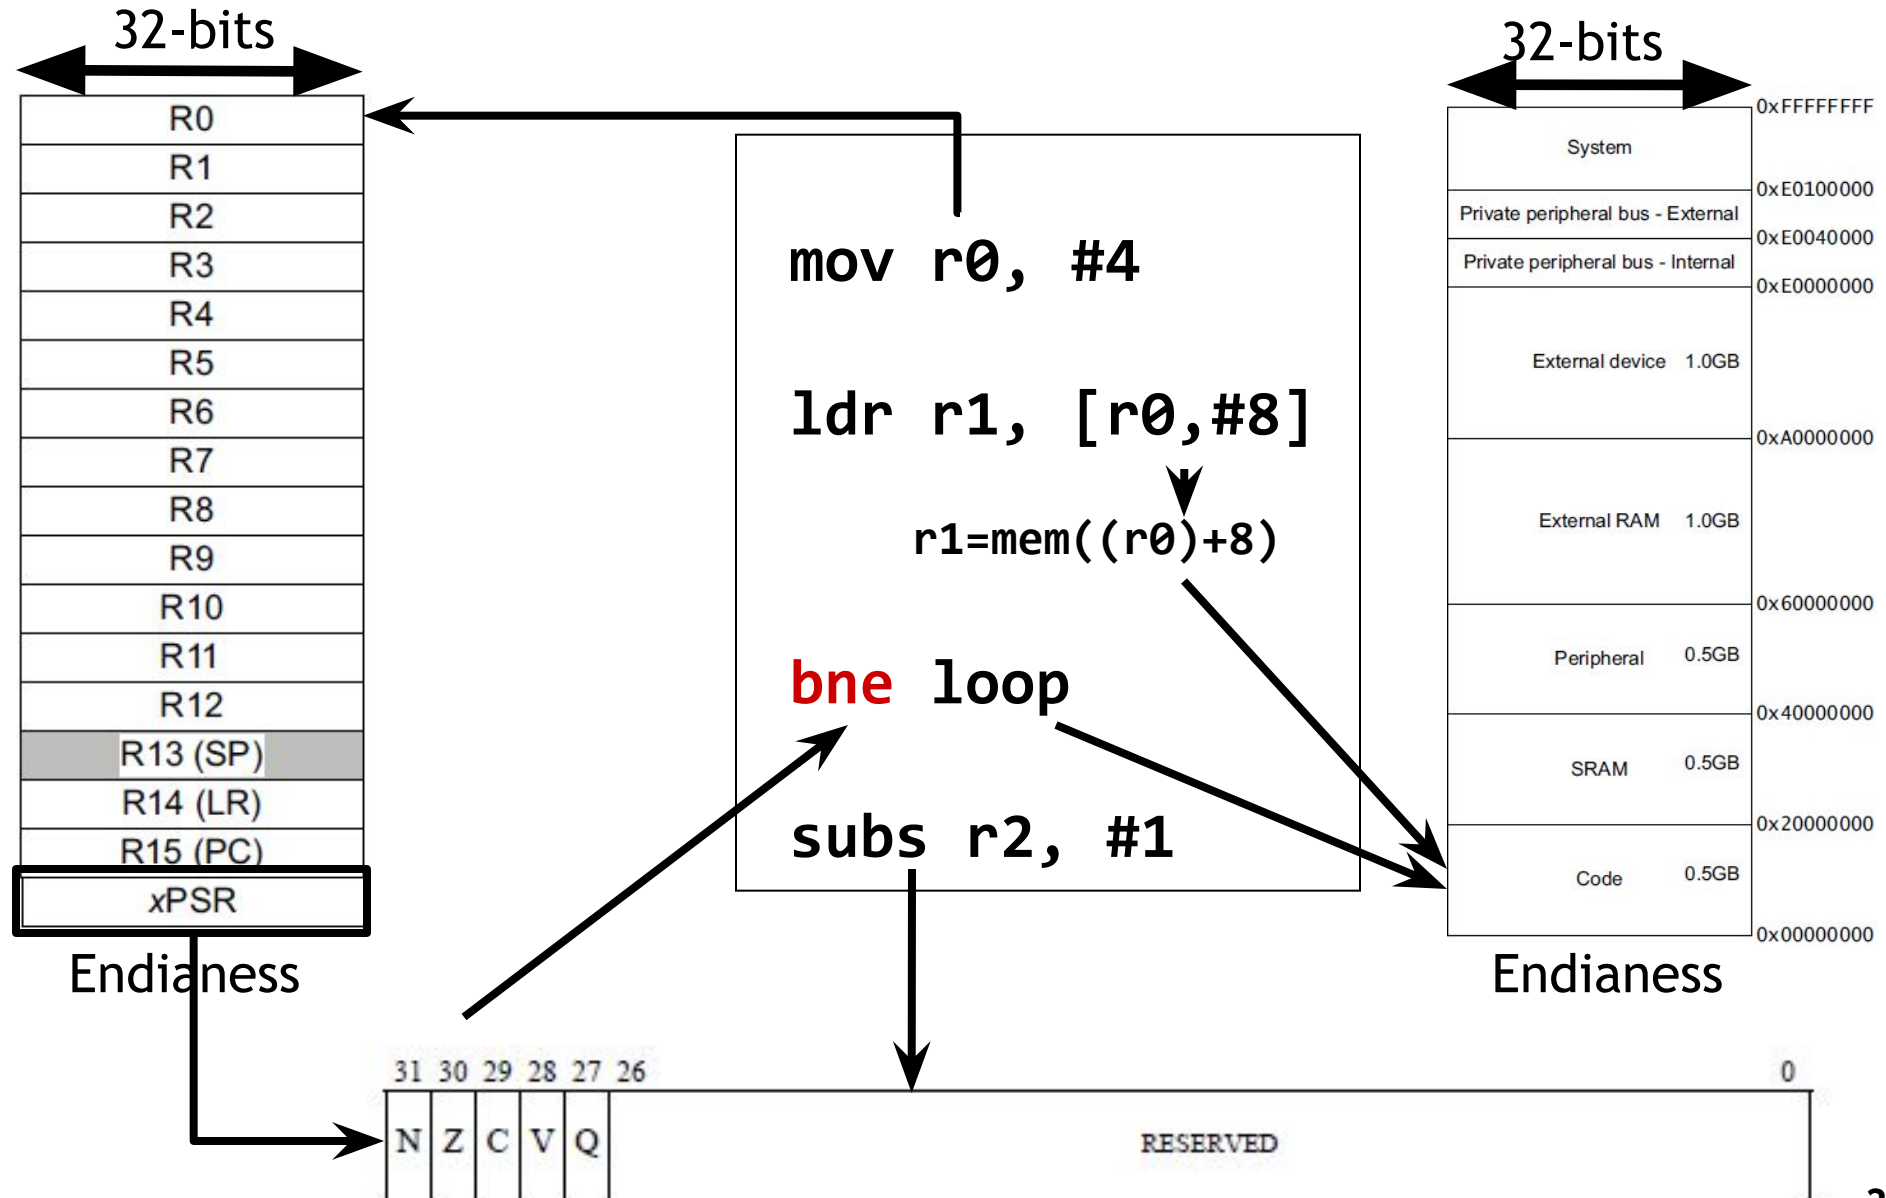 32-bits
R0
R1
R2
R3
R4
R5
R6
R7
R8
R9
R10
R11
R12
R13 (SP)
R14 (LR)
R15 (PC)
xPSR
Endianess
mov r0, #4
ldr r1, [r0,#8]
r1=mem((r0)+8)
bne loop
subs r2, #1
32-bits
0xFFFFFFFF
System
0xE0100000
Private peripheral bus - External
0xE0040000
Private peripheral bus - Internal
0xE0000000
External device 1.0GB
0xA0000000
External RAM 1.0GB
0x60000000
Peripheral 0.5GB
0x40000000
SRAM 0.5GB
0x20000000
Code 0.5GB
0x00000000
Endianess
31 30 29 28 27 26 0
N Z C V Q RESERVED